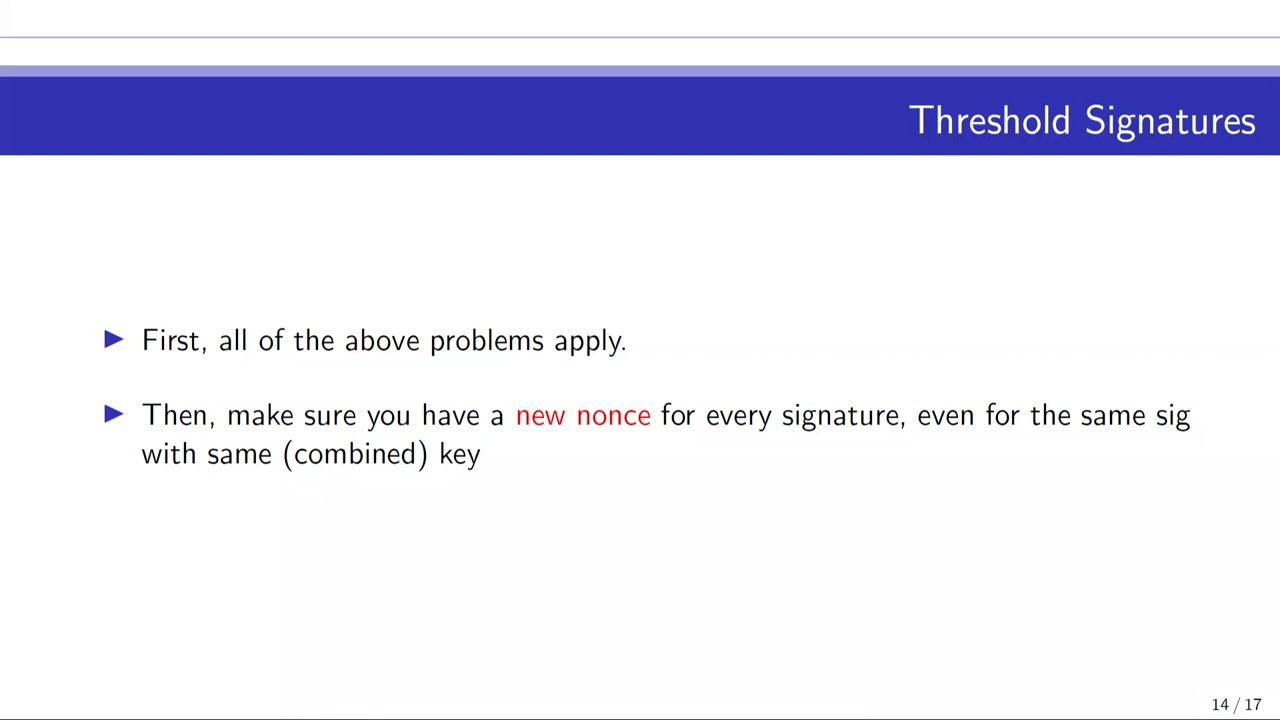 Threshold Signatures
▶ First, all of the above problems apply.
▶ Then, make sure you have a new nonce for every signature, even for the same sig
with same (combined) key
14 / 17